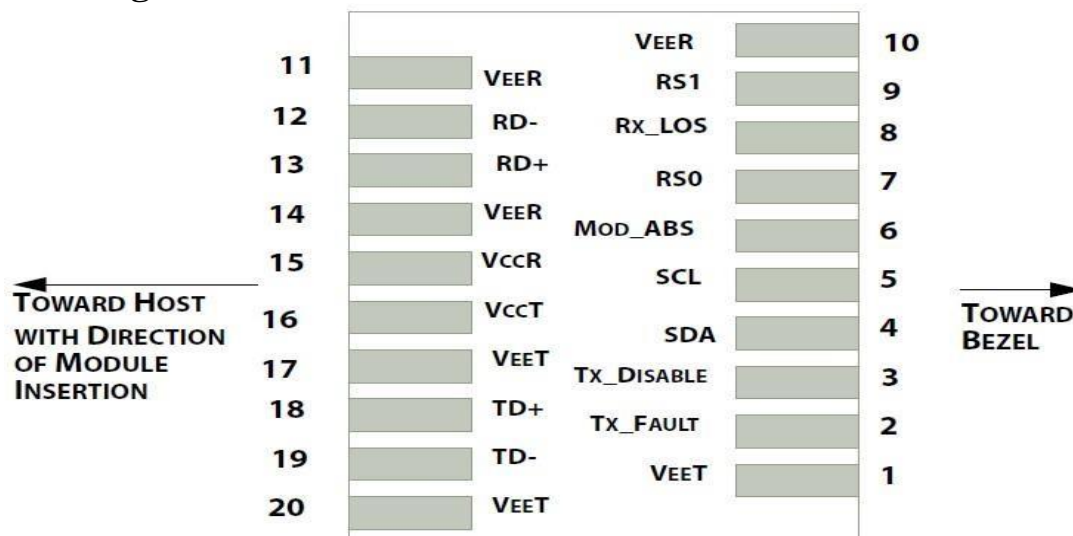 11 VEER
12 RD-
13 RD+
14 VEER
15 VCCR
16 VCCT
17 VEET
18 TD+
19 TD-
20 VEET
VEER 10
RS1 9
RX_LOS 8
RS0 7
MOD_ABS 6
SCL 5
SDA 4
TX_DISABLE 3
TX_FAULT 2
VEET 1
TOWARD HOST
WITH DIRECTION
OF MODULE
INSERTION
TOWARD
BEZEL